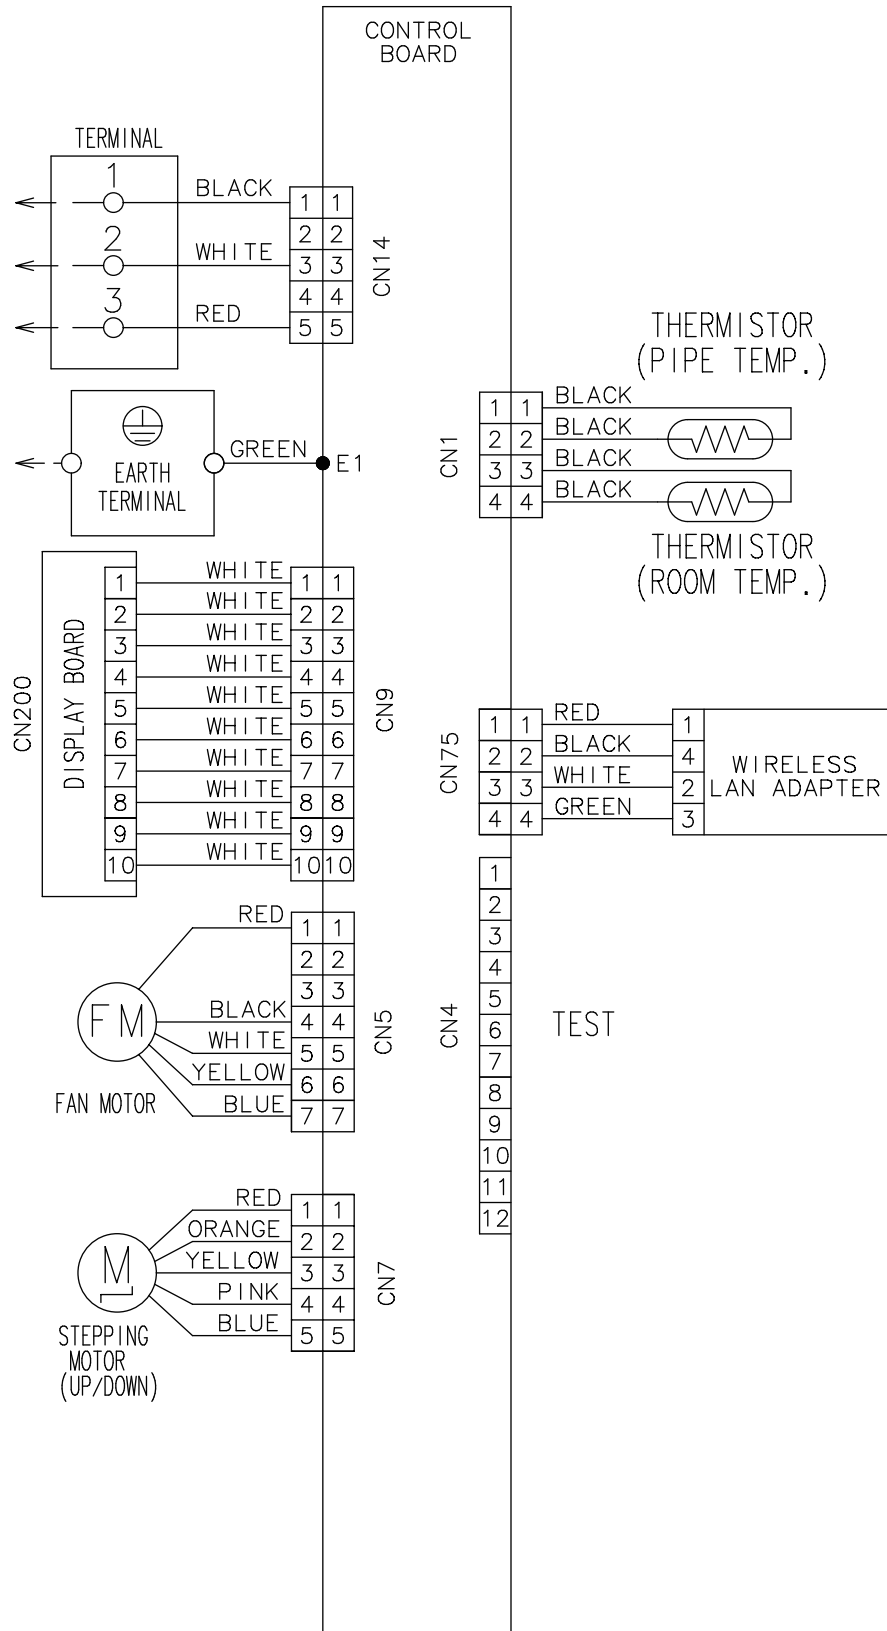 CONTROL
BOARD
TERMINAL
1 BLACK 1 1
2 2
2 WHITE 3 3
4 4
3 RED 5 5
CN14
EARTH
TERMINAL
GREEN E1
CN200
DISPLAY BOARD
1 WHITE 1 1
2 WHITE 2 2
3 WHITE 3 3
4 WHITE 4 4
5 WHITE 5 5
6 WHITE 6 6
7 WHITE 7 7
8 WHITE 8 8
9 WHITE 9 9
10 WHITE 10 10
CN9
FM
FAN MOTOR
RED 1 1
2 2
3 3
BLACK 4 4
WHITE 5 5
YELLOW 6 6
BLUE 7 7
CN5
M
STEPPING
MOTOR
(UP/DOWN)
RED 1 1
ORANGE 2 2
YELLOW 3 3
PINK 4 4
BLUE 5 5
CN7
THERMISTOR
(PIPE TEMP.)
CN1
1 1 BLACK
2 2 BLACK
3 3 BLACK
4 4 BLACK
THERMISTOR
(ROOM TEMP.)
CN75
1 1 RED 1
2 2 BLACK 4
3 3 WHITE 2
4 4 GREEN 3
WIRELESS
LAN ADAPTER
CN4
1
2
3
4
5
6
7
8
9
10
11
12
TEST